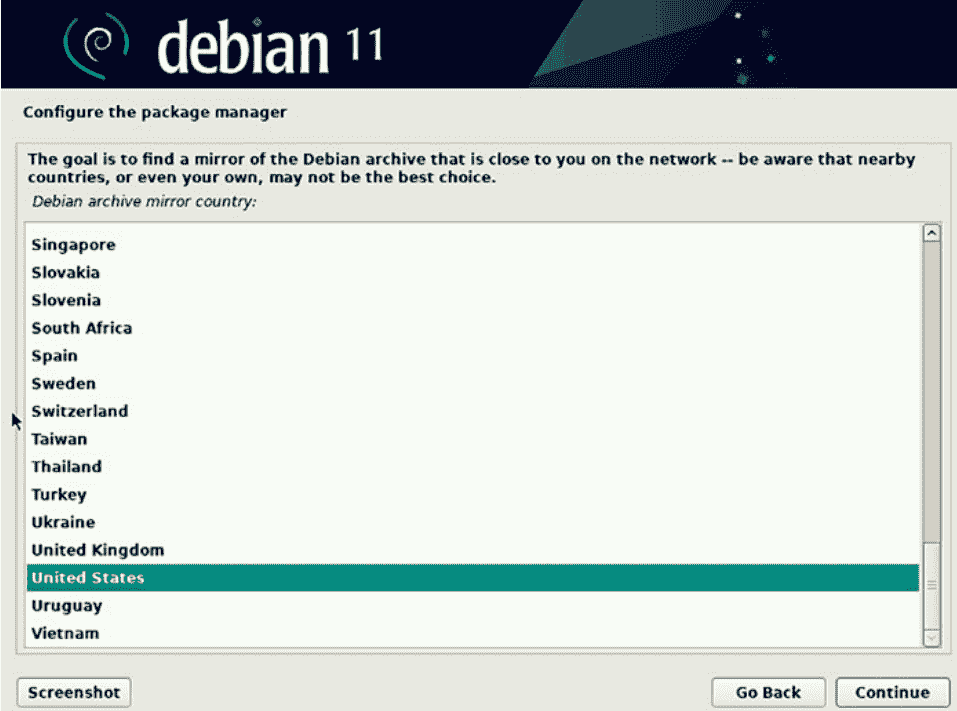 debian 11
Configure the package manager
The goal is to find a mirror of the Debian archive that is close to you on the network -- be aware that nearby
countries, or even your own, may not be the best choice.
Debian archive mirror country:
Singapore
Slovakia
Slovenia
South Africa
Spain
Sweden
Switzerland
Taiwan
Thailand
Turkey
Ukraine
United Kingdom
United States
Uruguay
Vietnam
Screenshot
Go Back
Continue